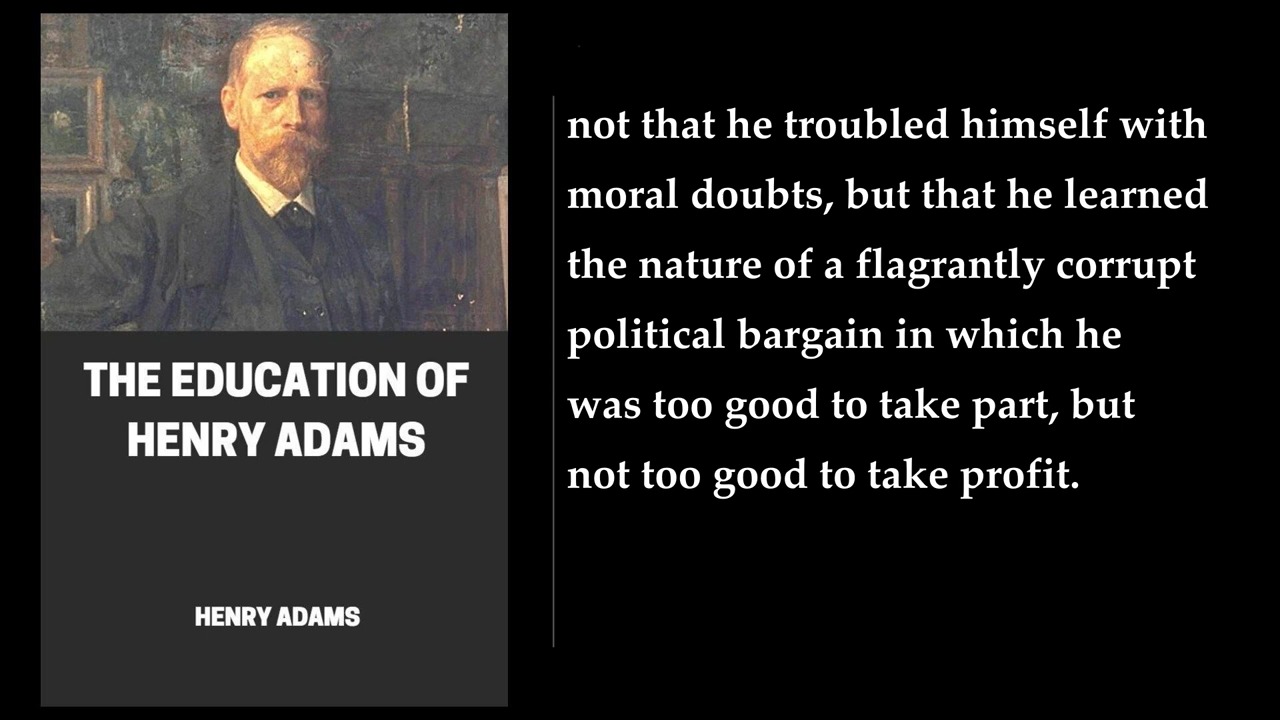 THE EDUCATION OF
HENRY ADAMS
HENRY ADAMS
not that he troubled himself with
moral doubts, but that he learned
the nature of a flagrantly corrupt
political bargain in which he
was too good to take part, but
not too good to take profit.